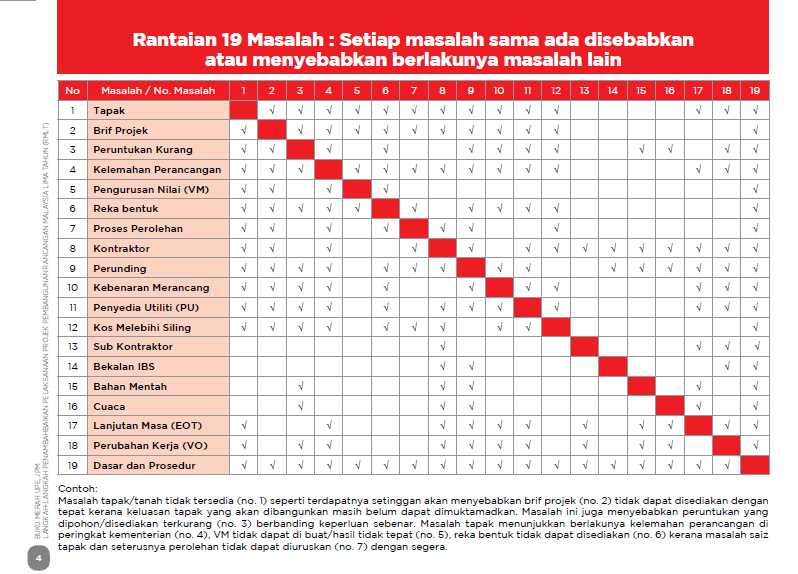 Rantaian 19 Masalah : Setiap masalah sama ada disebabkan
atau menyebabkan berlakunya masalah lain
No Masalah / No. Masalah 1 2 3 4 5 6 7 8 9 10 11 12 13 14 15 16 17 18 19
1 Tapak √ √ √ √ √ √ √ √ √ √ √ √ √ √
2 Brif Projek √ √ √ √ √ √ √ √ √ √ √ √
3 Peruntukan Kurang √ √ √ √ √ √ √ √ √ √ √ √
4 Kelemahan Perancangan √ √ √ √ √ √ √ √ √ √ √ √ √ √
5 Pengurusan Nilai (VM) √ √ √ √ √
6 Reka bentuk √ √ √ √ √ √ √ √ √ √ √
7 Proses Perolehan √ √ √ √ √ √ √ √
8 Kontraktor √ √ √ √ √ √ √ √ √ √ √ √ √ √ √
9 Perunding √ √ √ √ √ √ √ √ √ √ √ √ √ √ √
10 Kebenaran Merancang √ √ √ √ √ √ √ √ √ √ √
11 Penyedia Utiliti (PU) √ √ √ √ √ √ √ √ √ √ √ √
12 Kos Melebihi Siling √ √ √ √ √ √ √ √ √ √
13 Sub Kontraktor √ √ √ √
14 Bekalan IBS √ √ √ √
15 Bahan Mentah √ √ √ √ √
16 Cuaca √ √ √ √ √
17 Lanjutan Masa (EOT) √ √ √ √ √ √ √ √ √ √ √
18 Perubahan Kerja (VO) √ √ √ √ √ √ √ √ √ √ √ √
19 Dasar dan Prosedur √ √ √ √ √ √ √ √ √ √ √ √ √ √ √ √ √ √
Contoh:
Masalah tapak/tanah tidak tersedia (no. 1) seperti terdapatnya setinggan akan menyebabkan brif projek (no. 2) tidak dapat disediakan dengan
tepat kerana keluasan tapak yang akan dibangunkan masih belum dapat dimuktamadkan. Masalah ini juga menyebabkan peruntukan yang
dipohon/disediakan terkurang (no. 3) berbanding keperluan sebenar. Masalah tapak menunjukkan berlakunya kelemahan perancangan di
peringkat kementerian (no. 4), VM tidak dapat di buat/hasil tidak tepat (no. 5), reka bentuk tidak dapat disediakan (no. 6) kerana masalah saiz
tapak dan seterusnya perolehan tidak dapat diuruskan (no. 7) dengan segera.
BUKU MERAH UPE, JPM
LANGKAH-LANGKAH PENAMBAHBAIKAN PELAKSANAAN PROJEK PEMBANGUNAN RANCANGAN MALAYSIA LIMA TAHUN (RMLT)
4